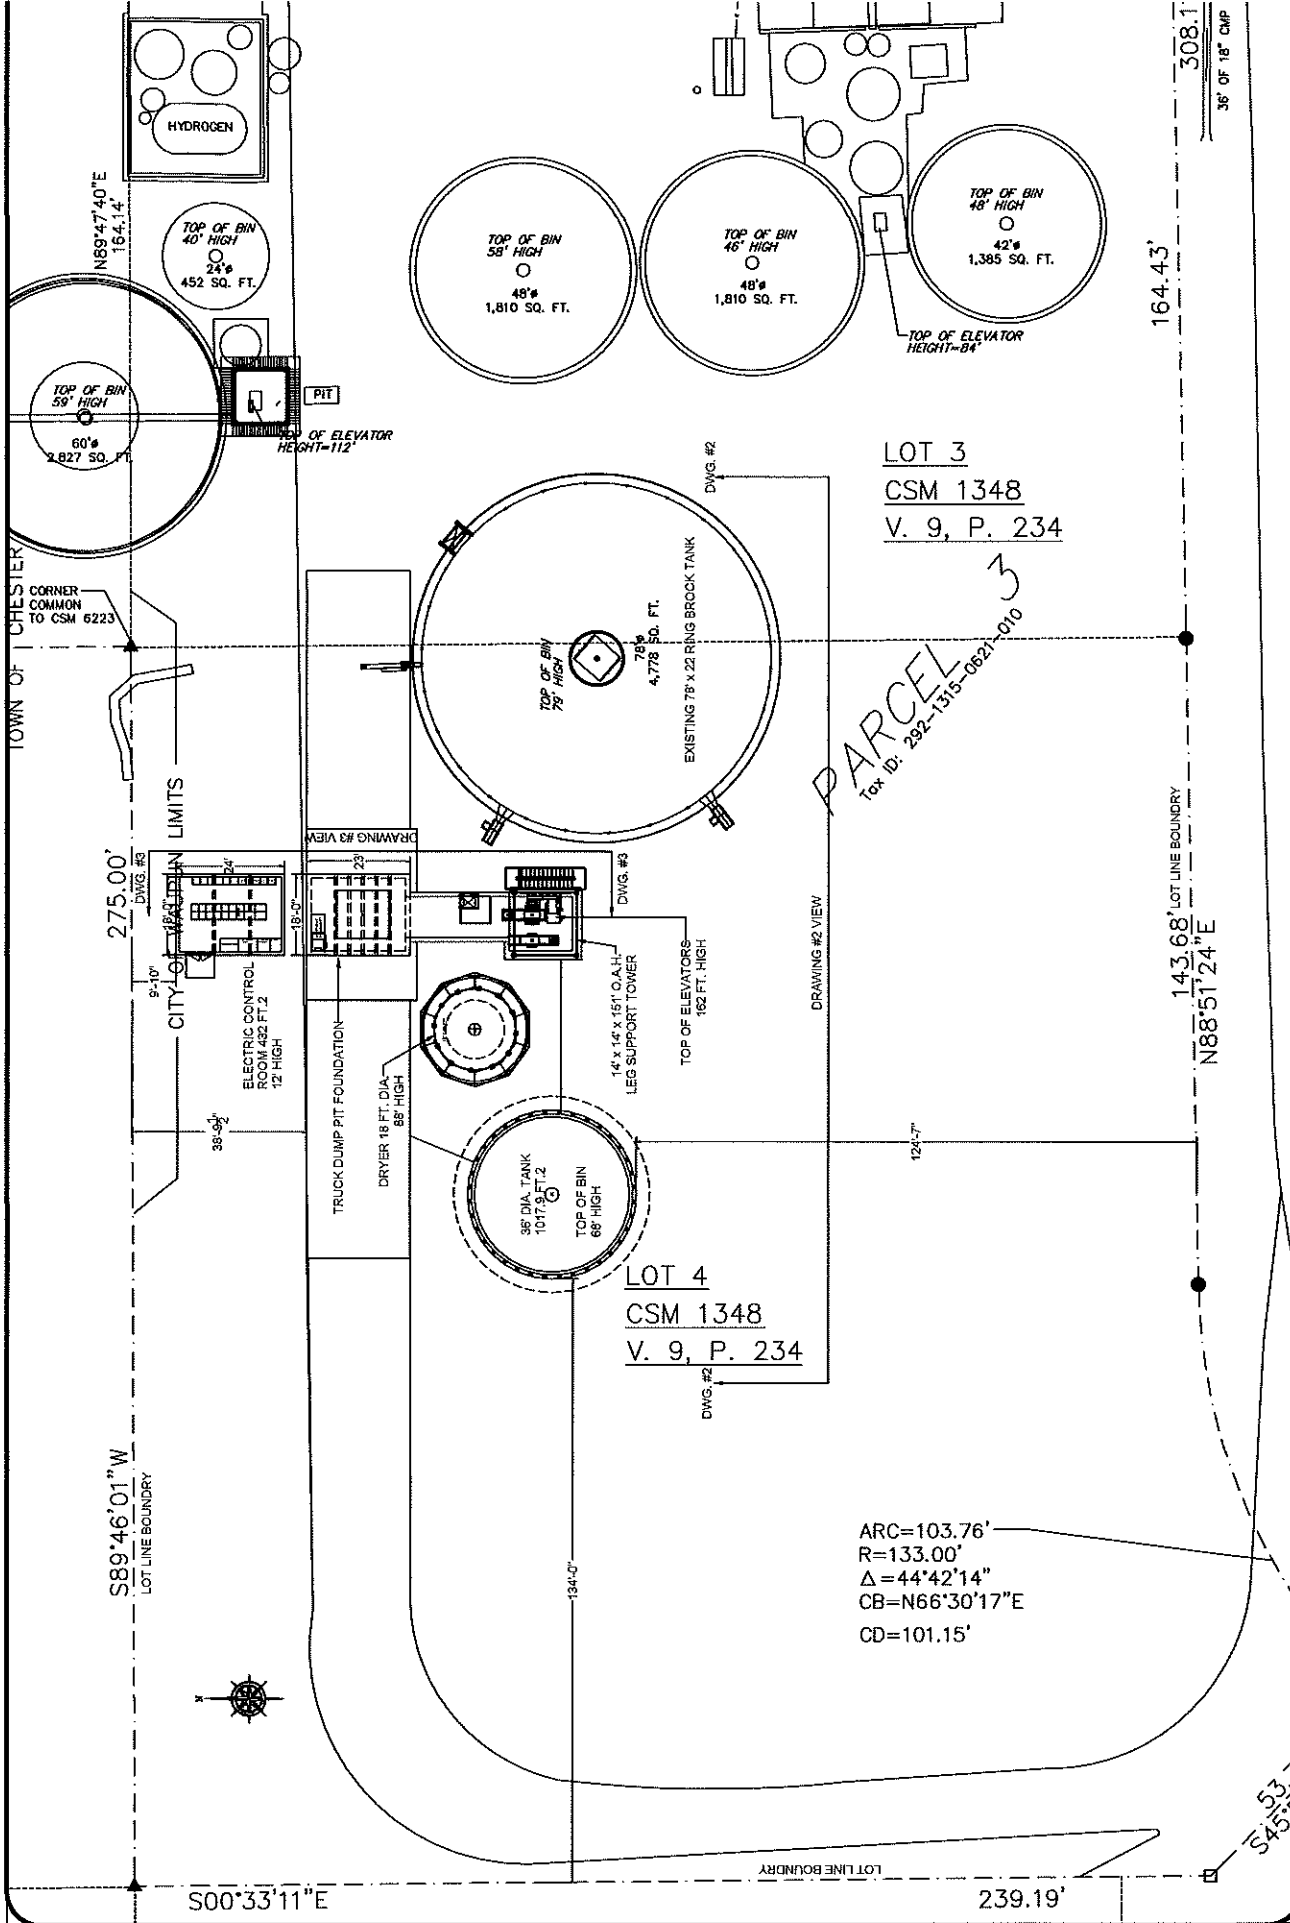 308.1
36' OF 18" CMP
HYDROGEN
N89°47'40"E
164.14'
TOP OF BIN
40' HIGH
24'ø
452 SQ. FT.
TOP OF BIN
58' HIGH
48'ø
1,810 SQ. FT.
TOP OF BIN
46' HIGH
48'ø
1,810 SQ. FT.
TOP OF BIN
48' HIGH
42'ø
1,385 SQ. FT.
164.43'
TOP OF ELEVATOR
HEIGHT=84'
TOP OF BIN
59' HIGH
60'ø
2,827 SQ. FT.
PIT
TOP OF ELEVATOR
HEIGHT=112'
DWG. #2
LOT 3
CSM 1348
V. 9, P. 234
TOWN OF CHESTER
CORNER
COMMON
TO CSM 6223
TOP OF BIN
79' HIGH
78'ø
4,778 SQ. FT.
EXISTING 78' x 22 RING BROCK TANK
PARCEL 3
Tax ID: 292-1315-0621-010
275.00'
CITY OF WAUPUN LIMITS
DWG. #3
24'
18'-0"
9'-10"
ELECTRIC CONTROL
ROOM 432 FT.2
12' HIGH
DRAWING #3 VIEW
23'
18'-0"
DWG. #3
TRUCK DUMP PIT FOUNDATION
DRYER 18 FT. DIA.
88' HIGH
14' x 14' x 151' O.A.H.
LEG SUPPORT TOWER
TOP OF ELEVATORS
162 FT. HIGH
DRAWING #2 VIEW
143.68'
LOT LINE BOUNDRY
N88°51'24"E
38'-9½"
36' DIA. TANK
1017.9 FT.2
TOP OF BIN
68' HIGH
124'-7"
LOT 4
CSM 1348
V. 9, P. 234
DWG. #2
S89°46'01"W
LOT LINE BOUNDRY
134'-0"
ARC=103.76'
R=133.00'
Δ=44°42'14"
CB=N66°30'17"E
CD=101.15'
N
LOT LINE BOUNDRY
S00°33'11"E
239.19'
53.
S45°